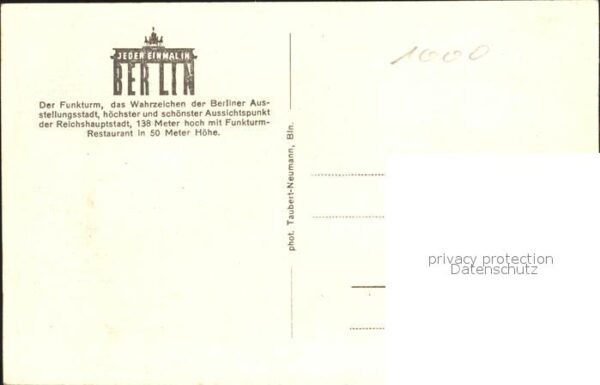 JEDER EINMAL IN
BERLIN
Der Funkturm, das Wahrzeichen der Berliner Aus-
stellungsstadt, höchster und schönster Aussichtspunkt
der Reichshauptstadt, 138 Meter hoch mit Funkturm-
Restaurant in 50 Meter Höhe.
phot. Taubert-Neumann, Bln.
1000
privacy protection
Datenschutz